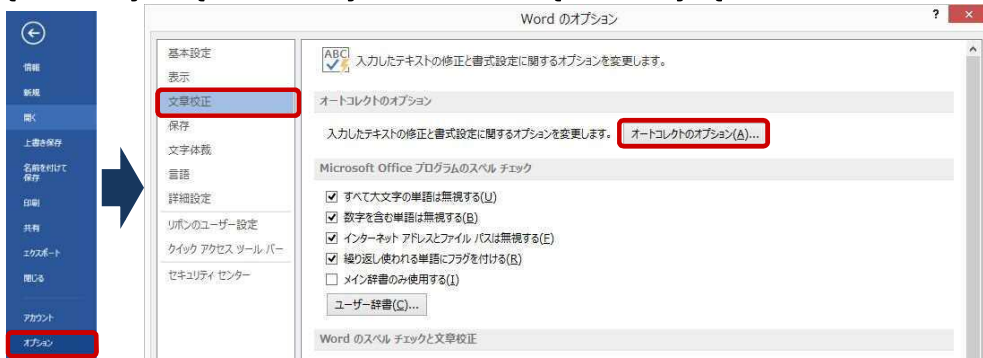 情報
新規
開く
上書き保存
名前を付けて
保存
印刷
共有
エクスポート
閉じる
アカウント
オプション
Word のオプション
?
×
基本設定
表示
文章校正
保存
文字体裁
言語
詳細設定
リボンのユーザー設定
クイック アクセス ツール バー
セキュリティ センター
ABC
入力したテキストの修正と書式設定に関するオプションを変更します。
オートコレクトのオプション
入力したテキストの修正と書式設定に関するオプションを変更します。 オートコレクトのオプション(A)...
Microsoft Office プログラムのスペル チェック
すべて大文字の単語は無視する(U)
数字を含む単語は無視する(B)
インターネット アドレスとファイル パスは無視する(F)
繰り返し使われる単語にフラグを付ける(R)
メイン辞書のみ使用する(I)
ユーザー辞書(C)...
Word のスペル チェックと文章校正